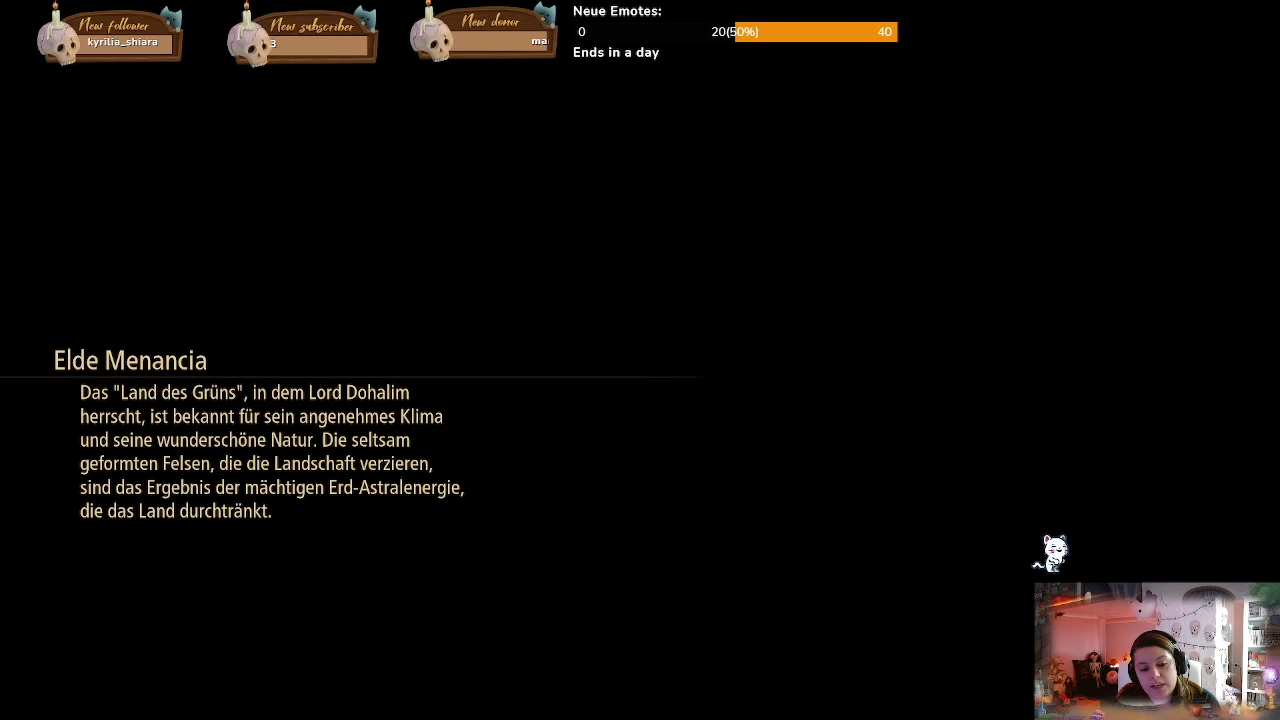 New follower
kyrilia_shiara
New subscriber
3
New donor
ma
Neue Emotes:
0 20(50%) 40
Ends in a day
Elde Menancia
Das "Land des Grüns", in dem Lord Dohalim
herrscht, ist bekannt für sein angenehmes Klima
und seine wunderschöne Natur. Die seltsam
geformten Felsen, die die Landschaft verzieren,
sind das Ergebnis der mächtigen Erd-Astralenergie,
die das Land durchtränkt.